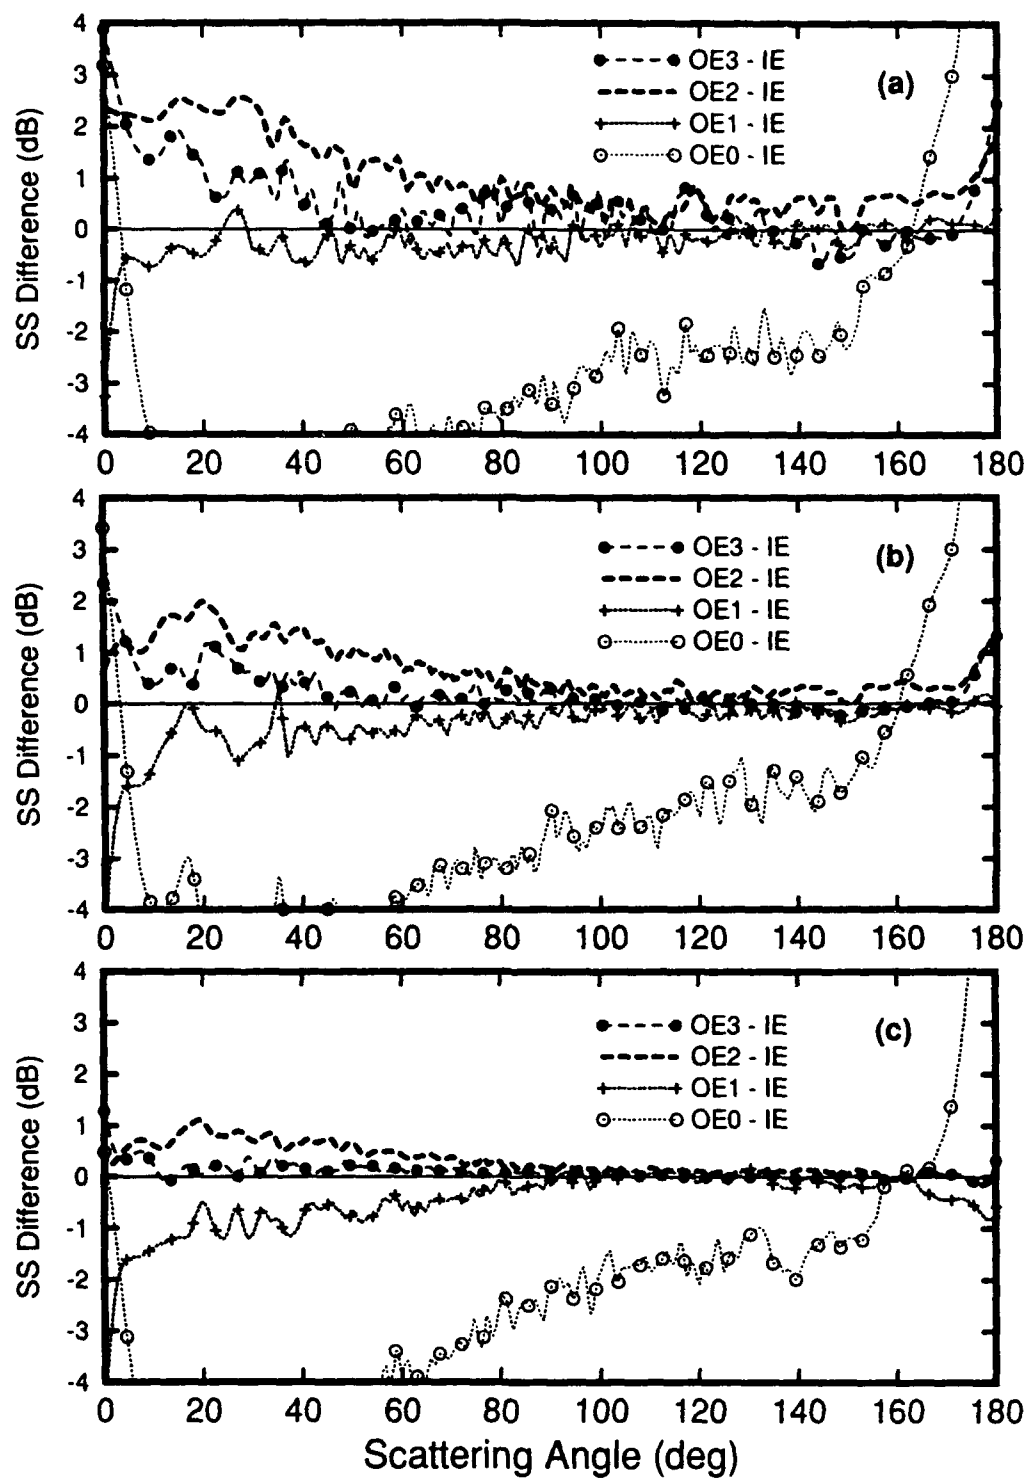 4
3
2
1
0
-1
-2
-3
-4
SS Difference (dB)
OE3 - IE
OE2 - IE
OE1 - IE
OE0 - IE
(a)
0 20 40 60 80 100 120 140 160 180
4
3
2
1
0
-1
-2
-3
-4
SS Difference (dB)
OE3 - IE
OE2 - IE
OE1 - IE
OE0 - IE
(b)
0 20 40 60 80 100 120 140 160 180
4
3
2
1
0
-1
-2
-3
-4
SS Difference (dB)
OE3 - IE
OE2 - IE
OE1 - IE
OE0 - IE
(c)
0 20 40 60 80 100 120 140 160 180
Scattering Angle (deg)